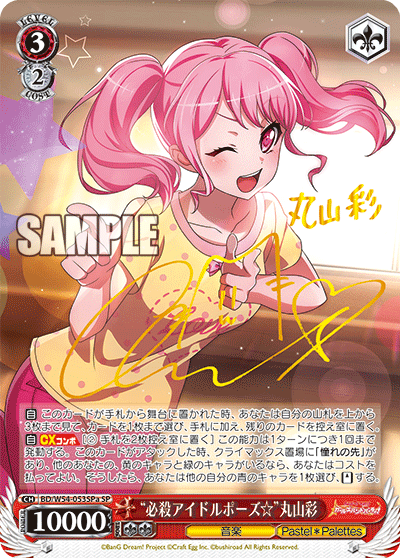 LEVEL
3
2
COST
丸山 彩
SAMPLE
自 このカードが手札から舞台に置かれた時、あなたは自分の山札を上から
3枚まで見て、カードを1枚まで選び、手札に加え、残りのカードを控え室に置く。
自 CXコンボ [② 手札を2枚控え室に置く] この能力は1ターンにつき1回まで
発動する。このカードがアタックした時、クライマックス置場に「憧れの先」が
あり、他のあなたの、黄のキャラと緑のキャラがいるなら、あなたはコストを
払ってよい。そうしたら、あなたは他の自分の青のキャラを1枚選び、【スタンド】する。
CH BD/W54-053SPa SP
10000
“必殺アイドルポーズ☆”丸山彩
音楽
Pastel＊Palettes
©BanG Dream! Project ©Craft Egg Inc. ©bushiroad All Rights Reserved.